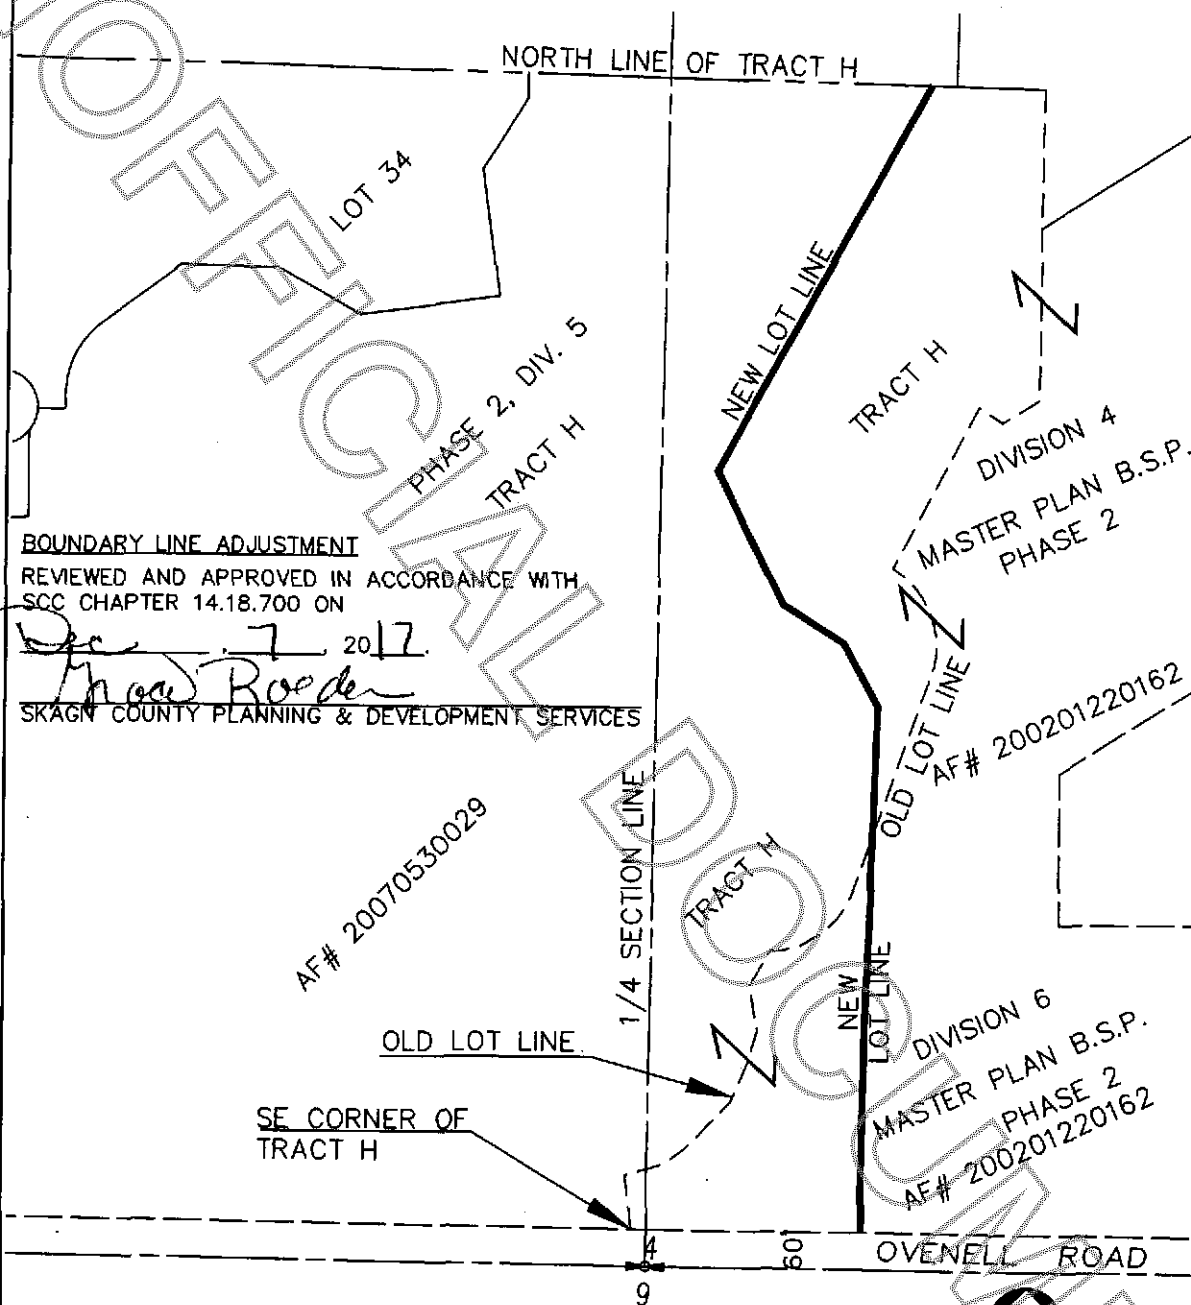 NORTH LINE OF TRACT H
LOT 34
NEW LOT LINE
PHASE 2, DIV. 5
TRACT H
TRACT H
DIVISION 4
MASTER PLAN B.S.P.
PHASE 2
BOUNDARY LINE ADJUSTMENT
REVIEWED AND APPROVED IN ACCORDANCE WITH
SCC CHAPTER 14.18.700 ON
Dec. 7 2017.
Roeder
SKAGIT COUNTY PLANNING & DEVELOPMENT SERVICES
OLD LOT LINE
AF# 200201220162
1/4 SECTION LINE
AF# 200705300029
TRACT H
NEW
LOT LINE
OLD LOT LINE
DIVISION 6
MASTER PLAN B.S.P.
PHASE 2
AF# 200201220162
SE CORNER OF
TRACT H
4
60
OVENELL ROAD
9
UNOFFICIAL DOCUMENT